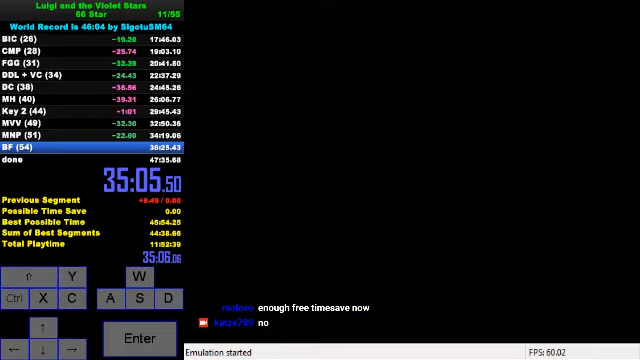 Luigi and the Violet Stars
66 Star 11/55
World Record is 46:04 by SigotuSM64
BIC (26) −19.20 17:46.03
CMP (28) −25.74 19:03.10
FGG (31) −32.39 20:41.50
DDL + VC (34) −24.43 22:37.29
DC (38) −36.56 24:45.26
MH (40) −39.31 26:06.77
Key 2 (44) −1:01 29:45.43
MVV (49) −32.30 32:50.36
MNP (51) −22.80 34:19.06
BF (54) 36:25.43
done 47:35.68
35:05.50
Previous Segment +9.49 / 0.00
Possible Time Save 0.00
Best Possible Time 45:54.25
Sum of Best Segments 44:38.66
Total Playtime 11:52:39
35:06.06
↑ Y W
Ctrl X C A S D
↑
← ↓ → Enter
molovo enough free timesave now
katze789 no
Emulation started FPS: 60.02